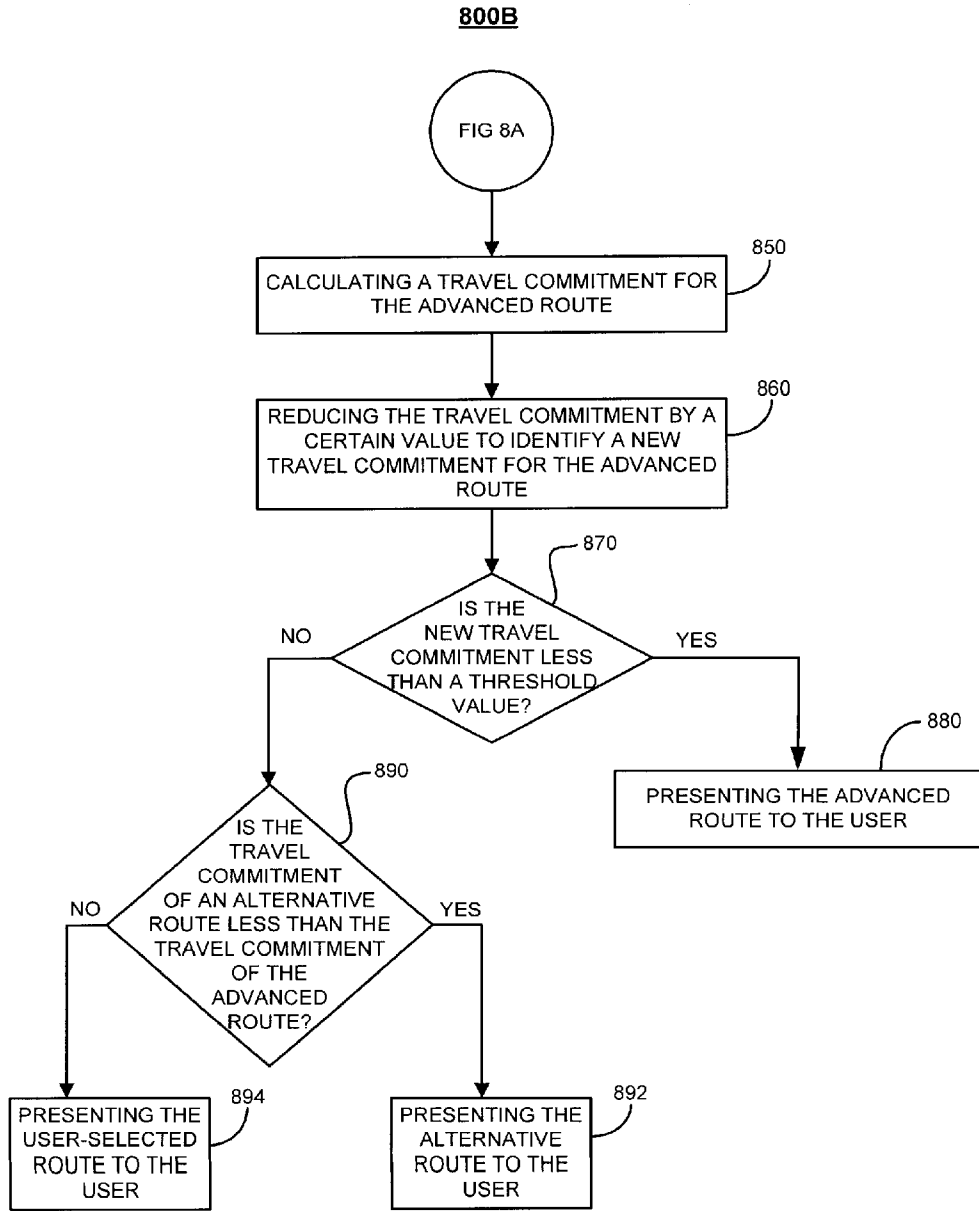 800B
FIG 8A
850
CALCULATING A TRAVEL COMMITMENT FOR
THE ADVANCED ROUTE
860
REDUCING THE TRAVEL COMMITMENT BY A
CERTAIN VALUE TO IDENTIFY A NEW
TRAVEL COMMITMENT FOR THE ADVANCED
ROUTE
870
IS THE
NEW TRAVEL
COMMITMENT LESS
THAN A THRESHOLD
VALUE?
NO
YES
880
PRESENTING THE ADVANCED
ROUTE TO THE USER
890
IS THE
TRAVEL
COMMITMENT
OF AN ALTERNATIVE
ROUTE LESS THAN THE
TRAVEL COMMITMENT
OF THE
ADVANCED
ROUTE?
NO
YES
894
PRESENTING THE
USER-SELECTED
ROUTE TO THE
USER
892
PRESENTING THE
ALTERNATIVE
ROUTE TO THE
USER